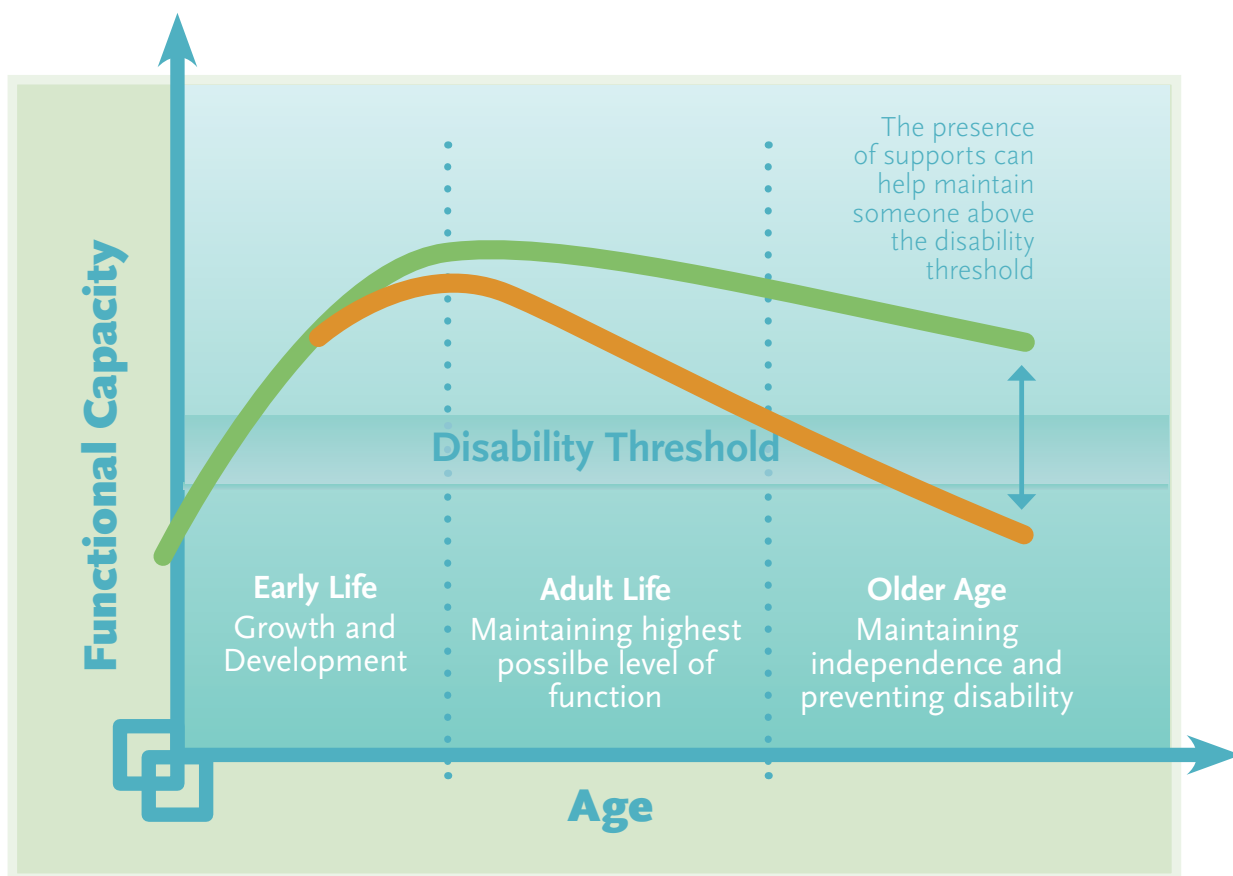 The presence
of supports can
help maintain
someone above
the disability
threshold
Functional Capacity
Disability Threshold
Early Life
Growth and
Development
Adult Life
Maintaining highest
possilbe level of
function
Older Age
Maintaining
independence and
preventing disability
Age